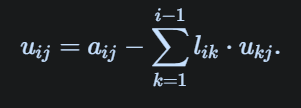 u_{ij} = a_{ij} - \sum_{k=1}^{i-1} l_{ik} \cdot u_{kj}.